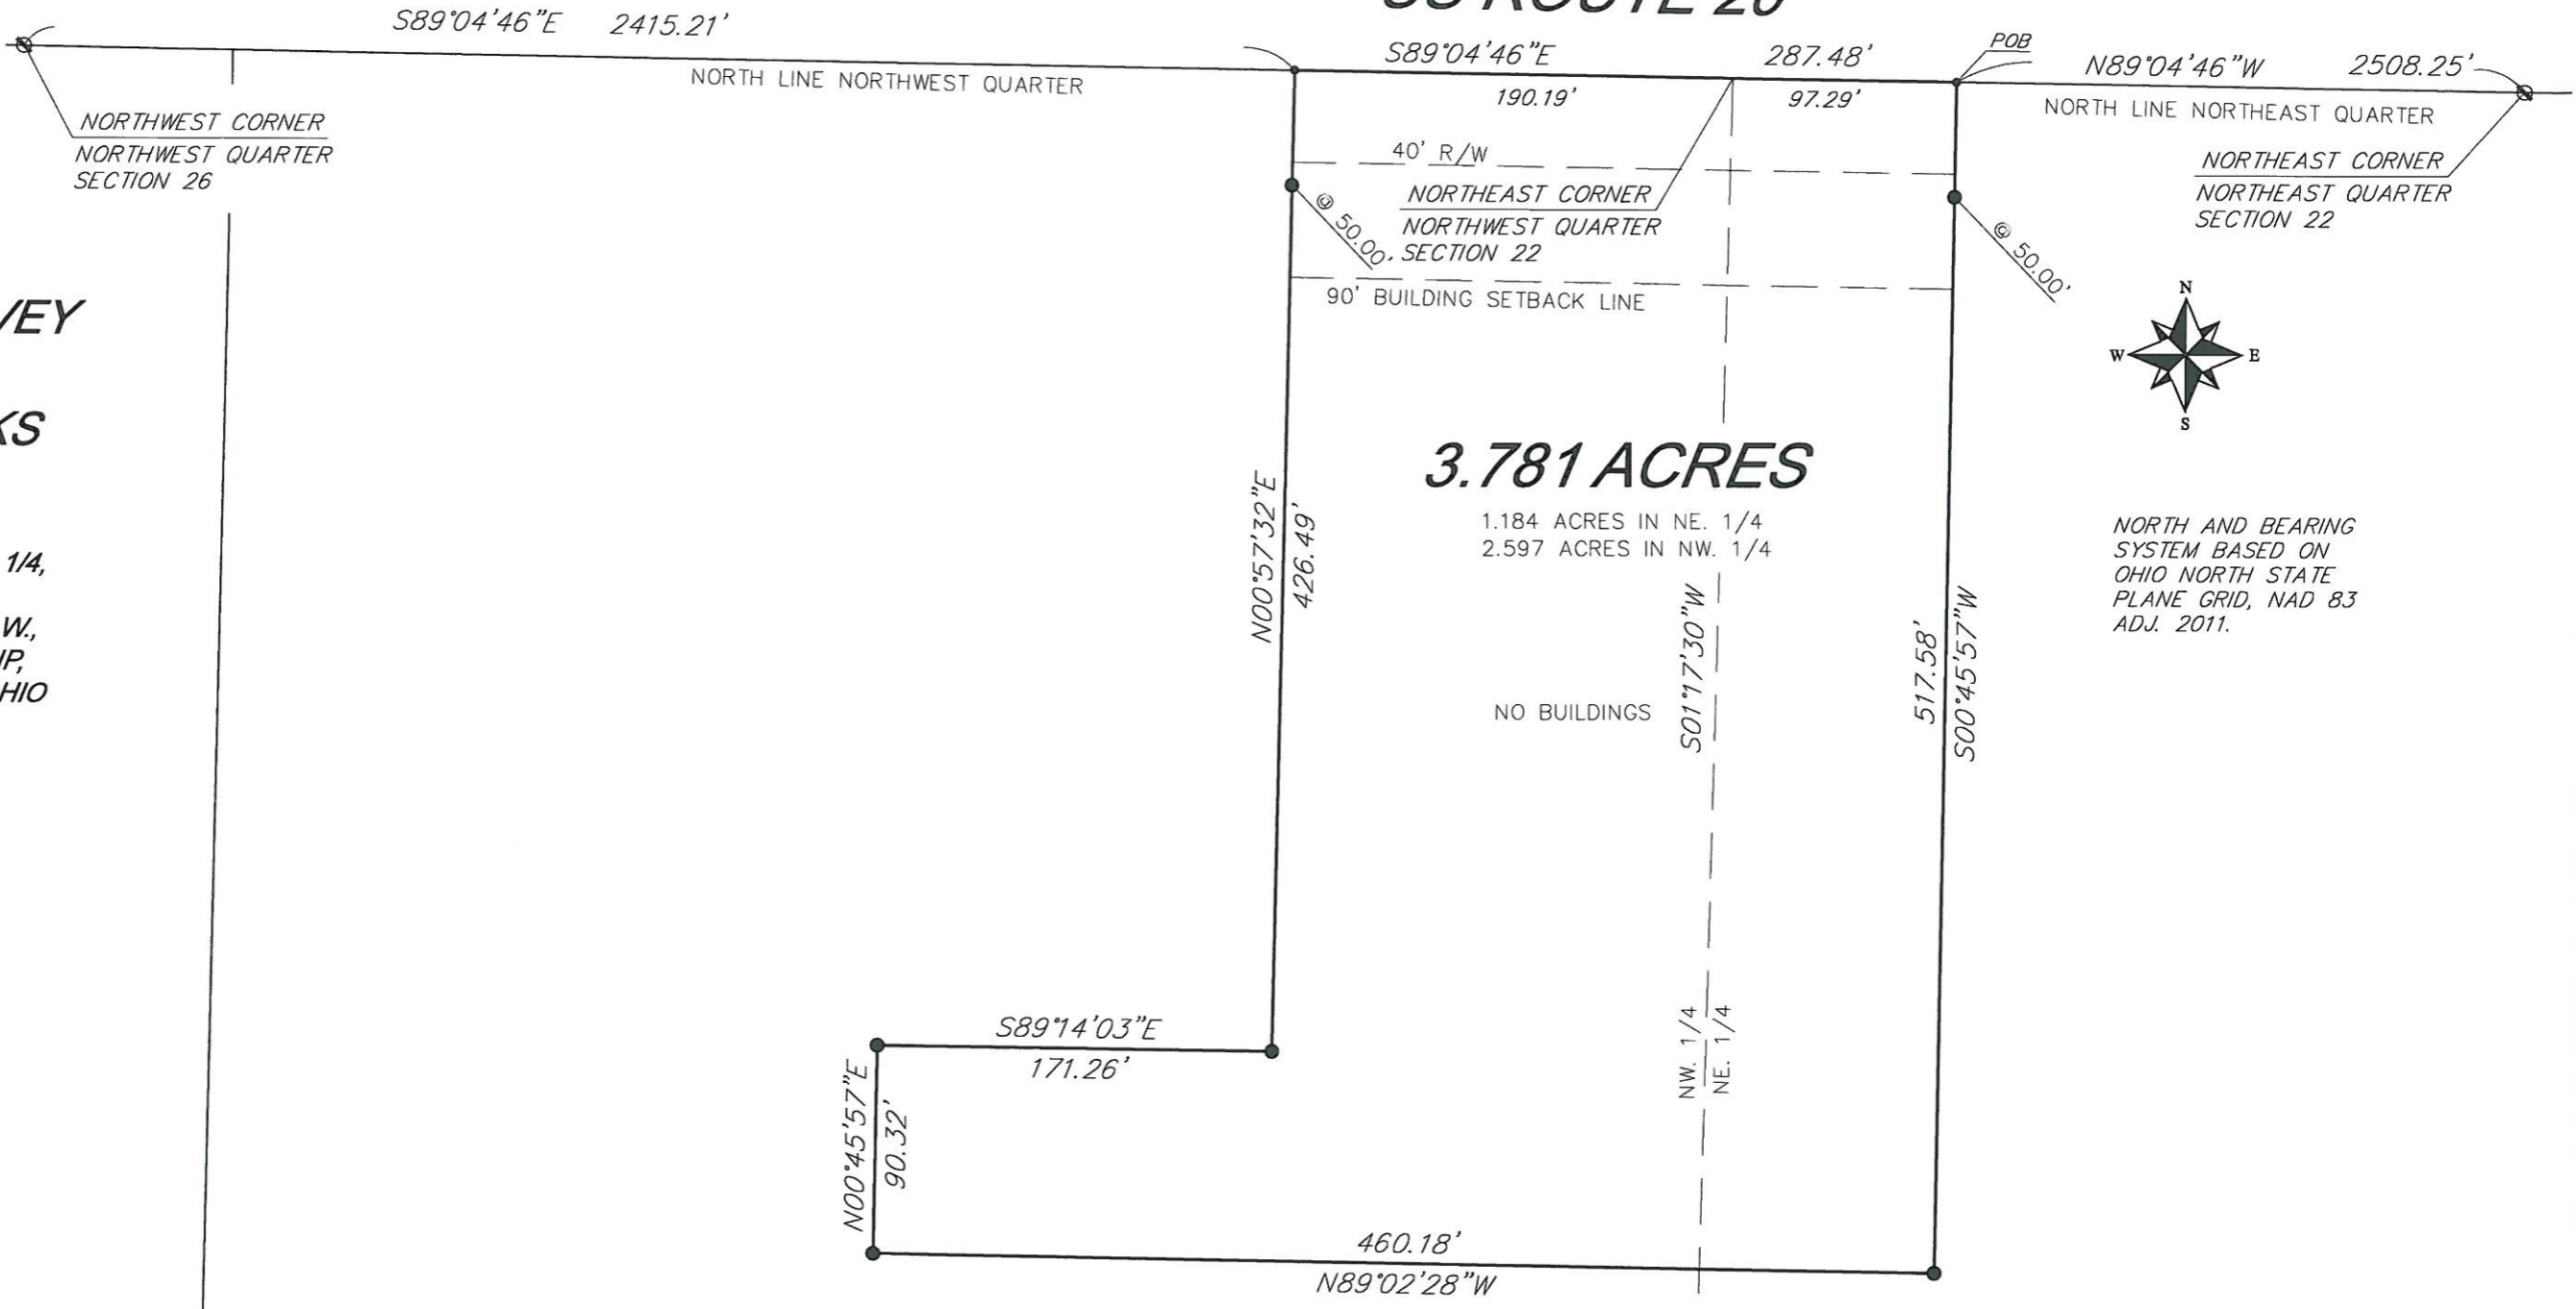 US ROUTE 20
S89°04'46"E 2415.21'
NORTH LINE NORTHWEST QUARTER
S89°04'46"E 287.48'
190.19' 97.29'
POB
N89°04'46"W 2508.25'
NORTH LINE NORTHEAST QUARTER
NORTHWEST CORNER
NORTHWEST QUARTER
SECTION 26
40' R/W
NORTHEAST CORNER
NORTHWEST QUARTER
SECTION 22
NORTHEAST CORNER
NORTHEAST QUARTER
SECTION 22
@ 50.00'
@ 50.00'
90' BUILDING SETBACK LINE
N
W E
S
VEY
KS
1/4,
W.,
IP,
HIO
3.781 ACRES
1.184 ACRES IN NE. 1/4
2.597 ACRES IN NW. 1/4
N00°57'32"E
426.49'
S01°17'30"W
517.58'
S00°45'57"W
NORTH AND BEARING
SYSTEM BASED ON
OHIO NORTH STATE
PLANE GRID, NAD 83
ADJ. 2011.
NO BUILDINGS
NW. 1/4
NE. 1/4
S89°14'03"E
171.26'
N00°45'57"E
90.32'
460.18'
N89°02'28"W